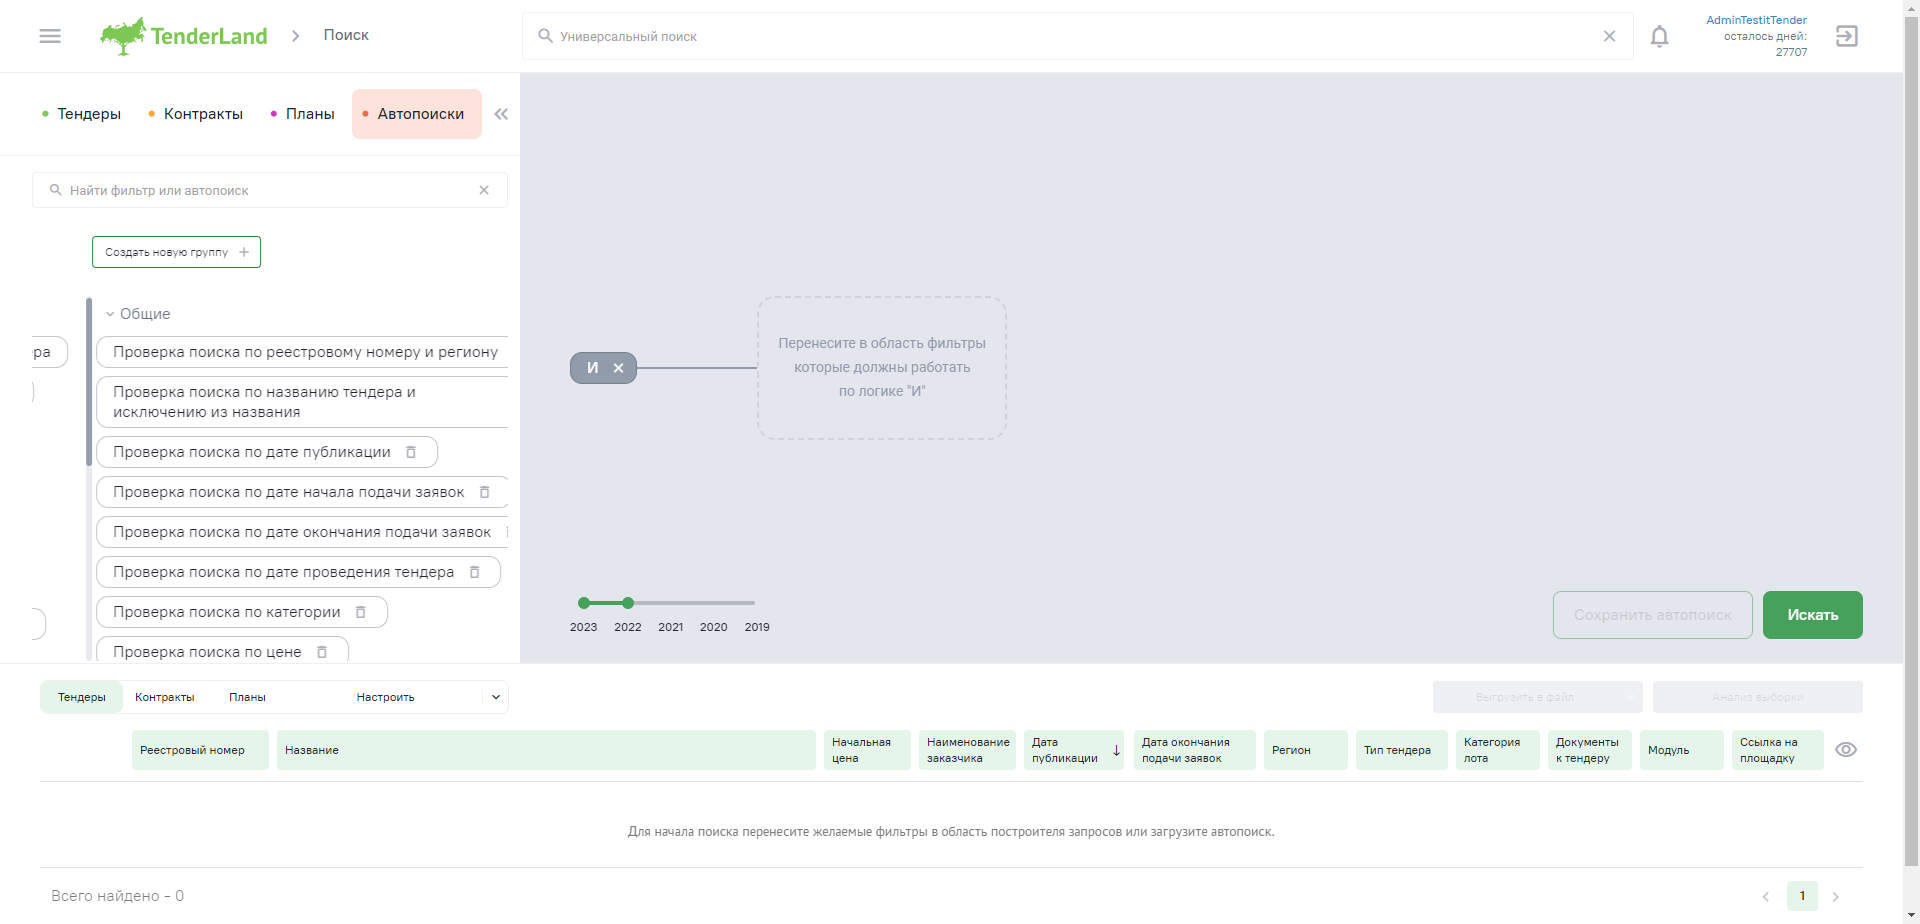 TenderLand
Поиск
Универсальный поиск
AdminTestitTender
осталось дней:
27707
Тендеры
Контракты
Планы
Автопоиски
Найти фильтр или автопоиск
Создать новую группу
Общие
ера
Проверка поиска по реестровому номеру и региону
Проверка поиска по названию тендера и
исключению из названия
Проверка поиска по дате публикации
Проверка поиска по дате начала подачи заявок
Проверка поиска по дате окончания подачи заявок
Проверка поиска по дате проведения тендера
Проверка поиска по категории
Проверка поиска по цене
И
Перенесите в область фильтры
которые должны работать
по логике "И"
2023 2022 2021 2020 2019
Сохранить автопоиск
Искать
Тендеры
Контракты
Планы
Настроить
Выгрузить в файл
Анализ выборки
Реестровый номер
Название
Начальная
цена
Наименование
заказчика
Дата
публикации
Дата окончания
подачи заявок
Регион
Тип тендера
Категория
лота
Документы
к тендеру
Модуль
Ссылка на
площадку
Для начала поиска перенесите желаемые фильтры в область построителя запросов или загрузите автопоиск.
Всего найдено - 0
1